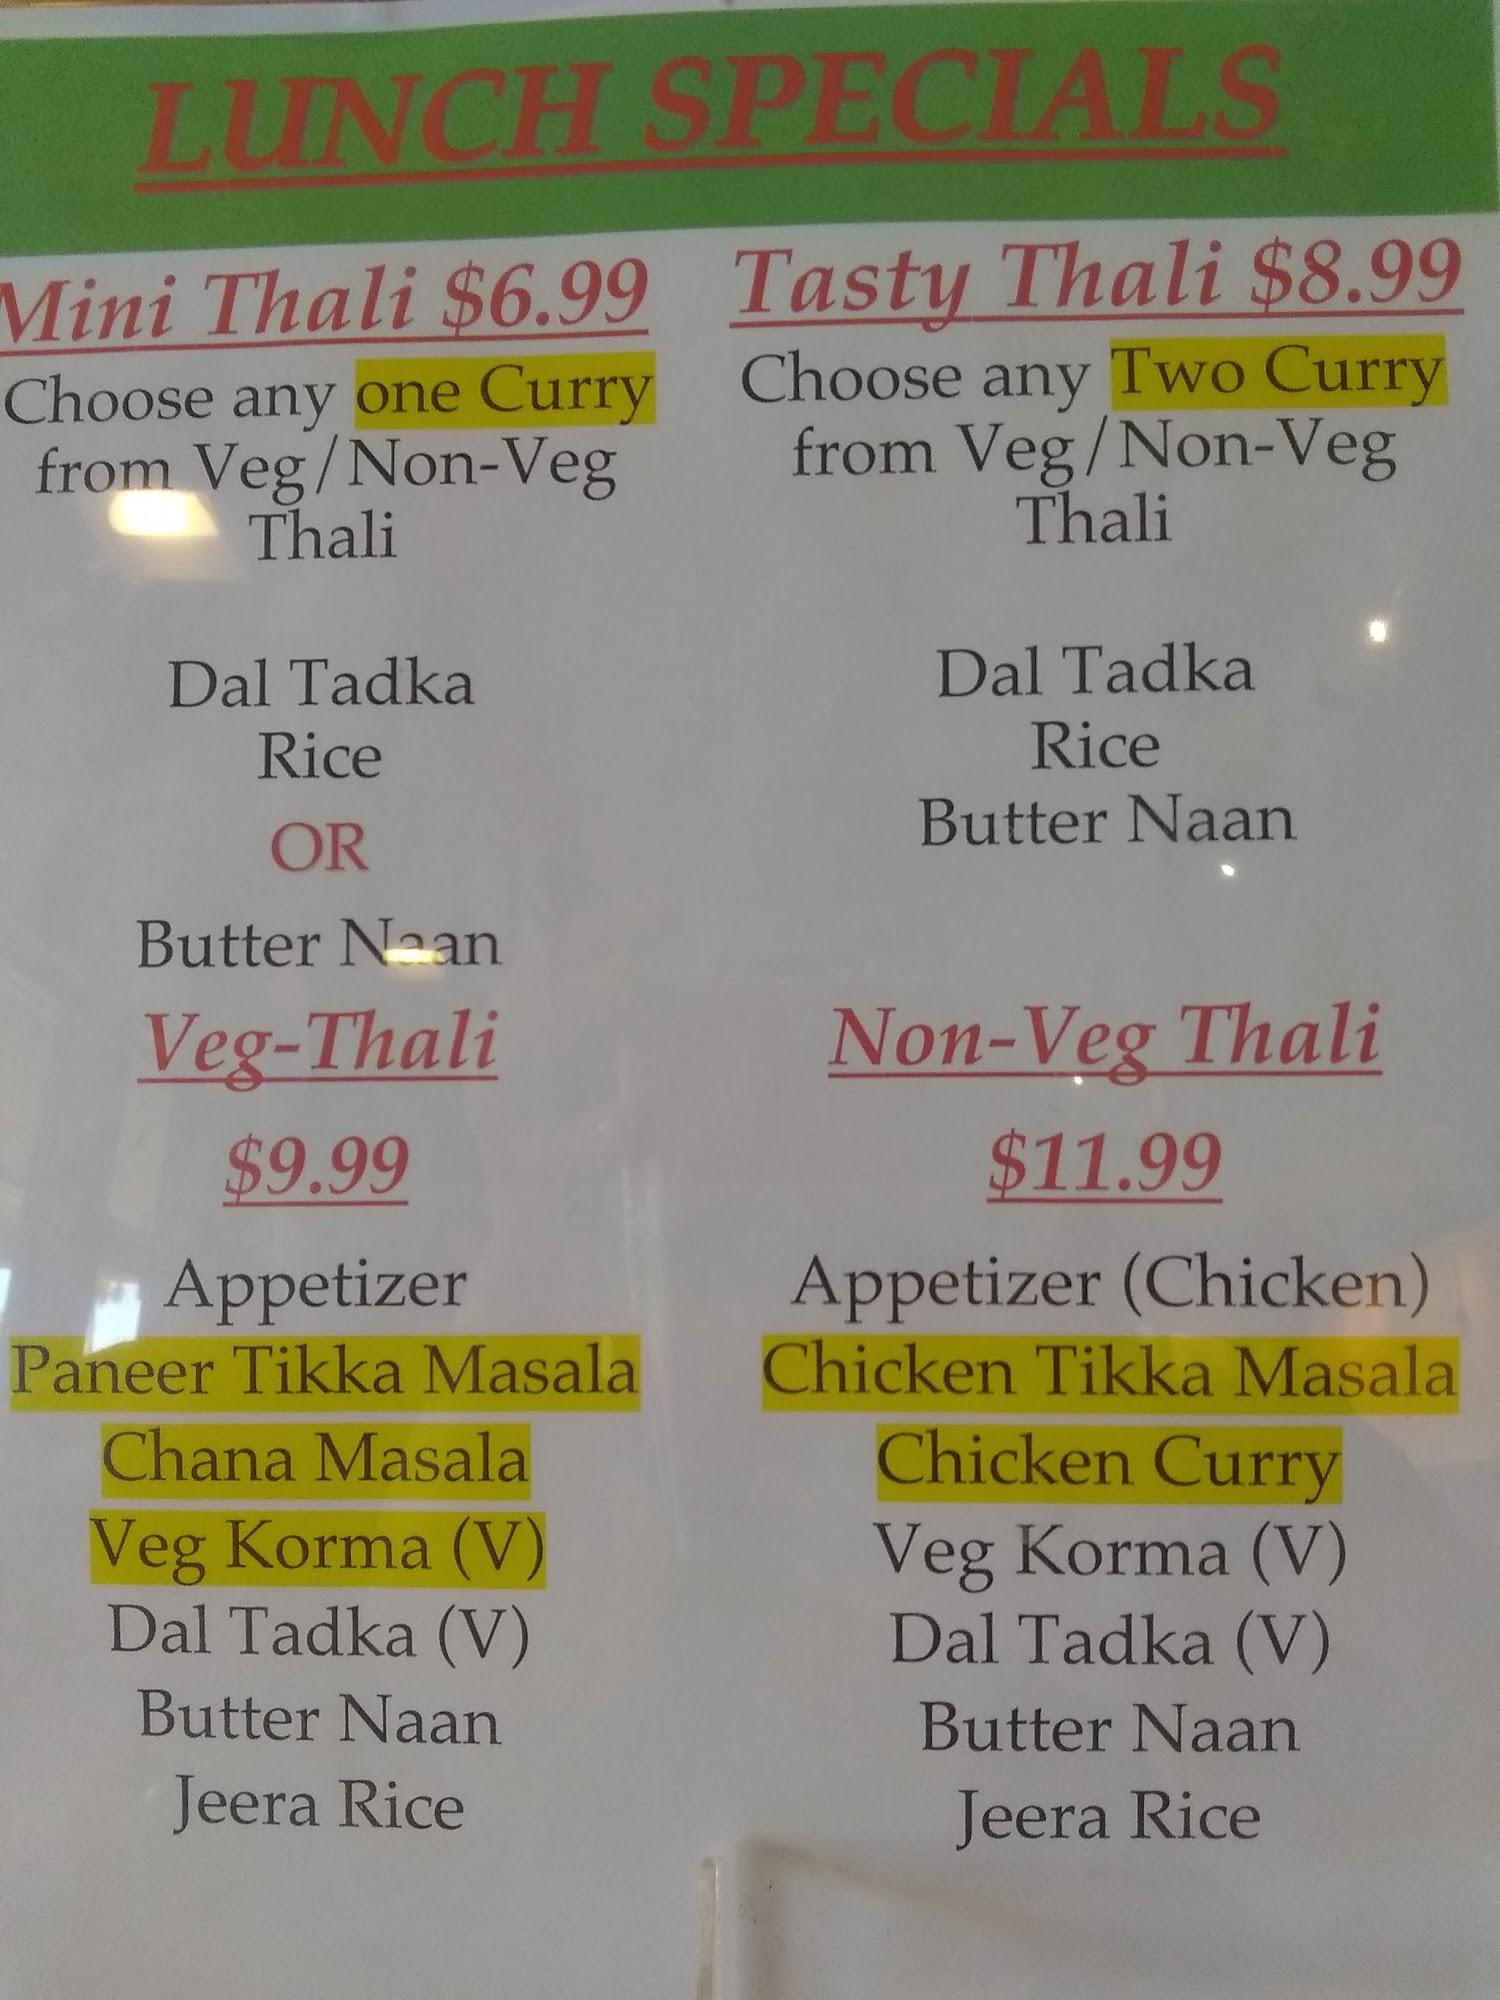 LUNCH SPECIALS
Mini Thali $6.99
Choose any one Curry
from Veg/Non-Veg
Thali
Dal Tadka
Rice
OR
Butter Naan
Tasty Thali $8.99
Choose any Two Curry
from Veg/Non-Veg
Thali
Dal Tadka
Rice
Butter Naan
Veg-Thali
$9.99
Appetizer
Paneer Tikka Masala
Chana Masala
Veg Korma (V)
Dal Tadka (V)
Butter Naan
Jeera Rice
Non-Veg Thali
$11.99
Appetizer (Chicken)
Chicken Tikka Masala
Chicken Curry
Veg Korma (V)
Dal Tadka (V)
Butter Naan
Jeera Rice